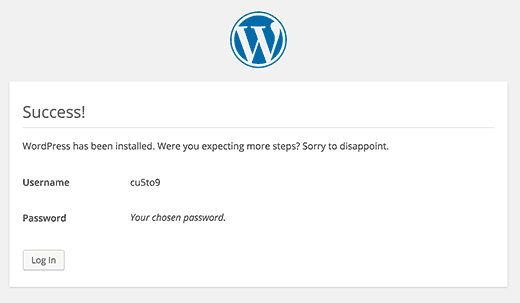 W
Success!
WordPress has been installed. Were you expecting more steps? Sorry to disappoint.
Username cu5to9
Password Your chosen password.
Log In